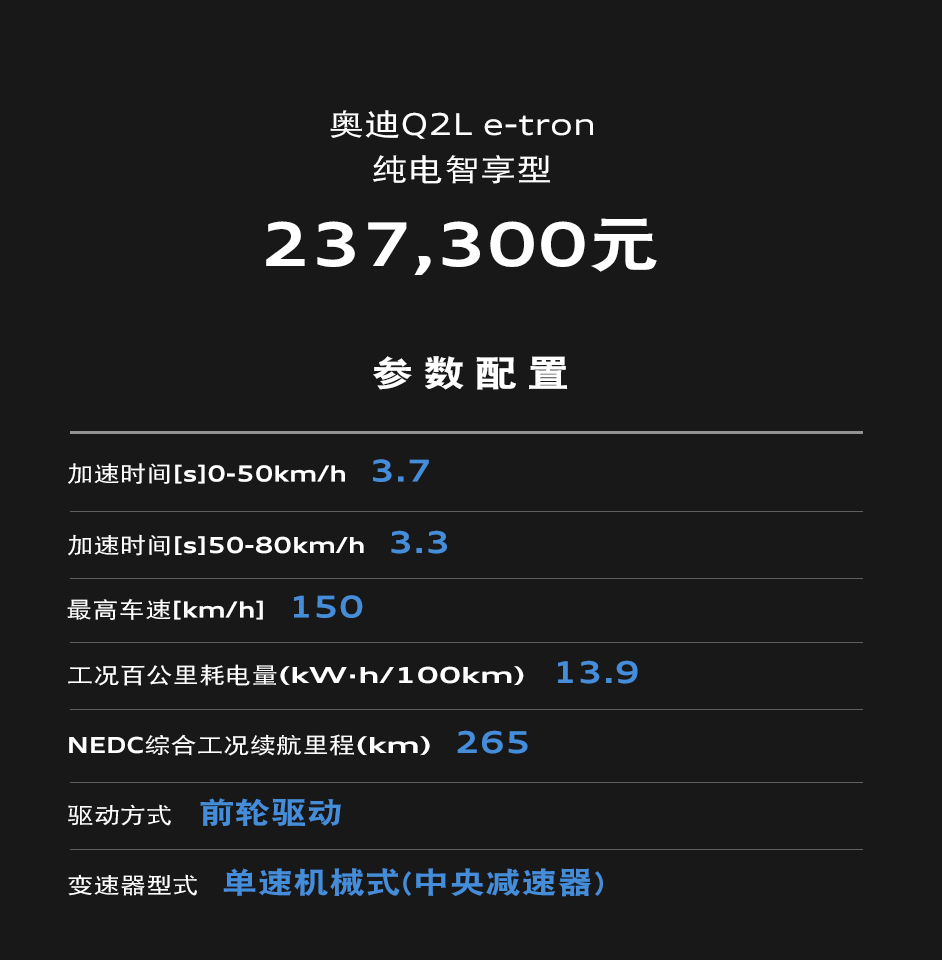 奥迪Q2L e-tron
纯电智享型
237,300元
参数配置
加速时间[s]0-50km/h 3.7
加速时间[s]50-80km/h 3.3
最高车速[km/h] 150
工况百公里耗电量(kW·h/100km) 13.9
NEDC综合工况续航里程(km) 265
驱动方式 前轮驱动
变速器型式 单速机械式(中央减速器)